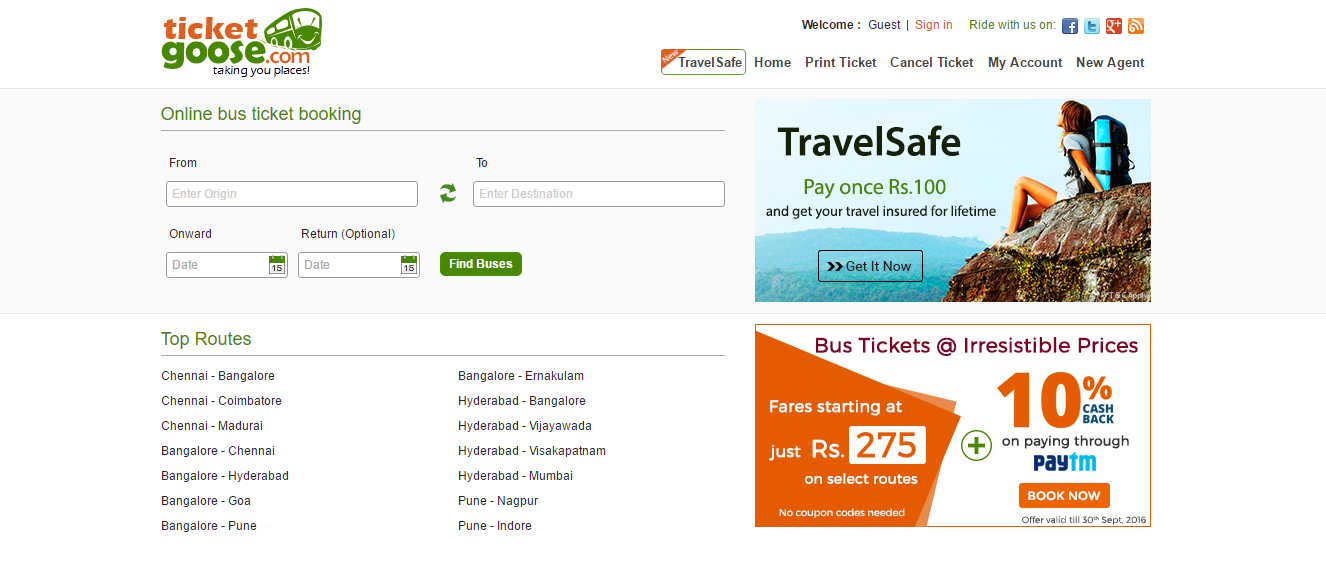 ticket
goose.com
taking you places!
Welcome : Guest | Sign in Ride with us on:
New TravelSafe Home Print Ticket Cancel Ticket My Account New Agent
Online bus ticket booking
From To
Enter Origin Enter Destination
Onward Return (Optional)
Date 15 Date 15 Find Buses
TravelSafe
Pay once Rs.100
and get your travel insured for lifetime
>> Get It Now
* T & C Apply
Top Routes
Chennai - Bangalore
Chennai - Coimbatore
Chennai - Madurai
Bangalore - Chennai
Bangalore - Hyderabad
Bangalore - Goa
Bangalore - Pune
Bangalore - Ernakulam
Hyderabad - Bangalore
Hyderabad - Vijayawada
Hyderabad - Visakapatnam
Hyderabad - Mumbai
Pune - Nagpur
Pune - Indore
Bus Tickets @ Irresistible Prices
Fares starting at
just Rs. 275
on select routes
No coupon codes needed
+
10% CASH BACK
on paying through
paytm
BOOK NOW
Offer valid till 30th Sept, 2016